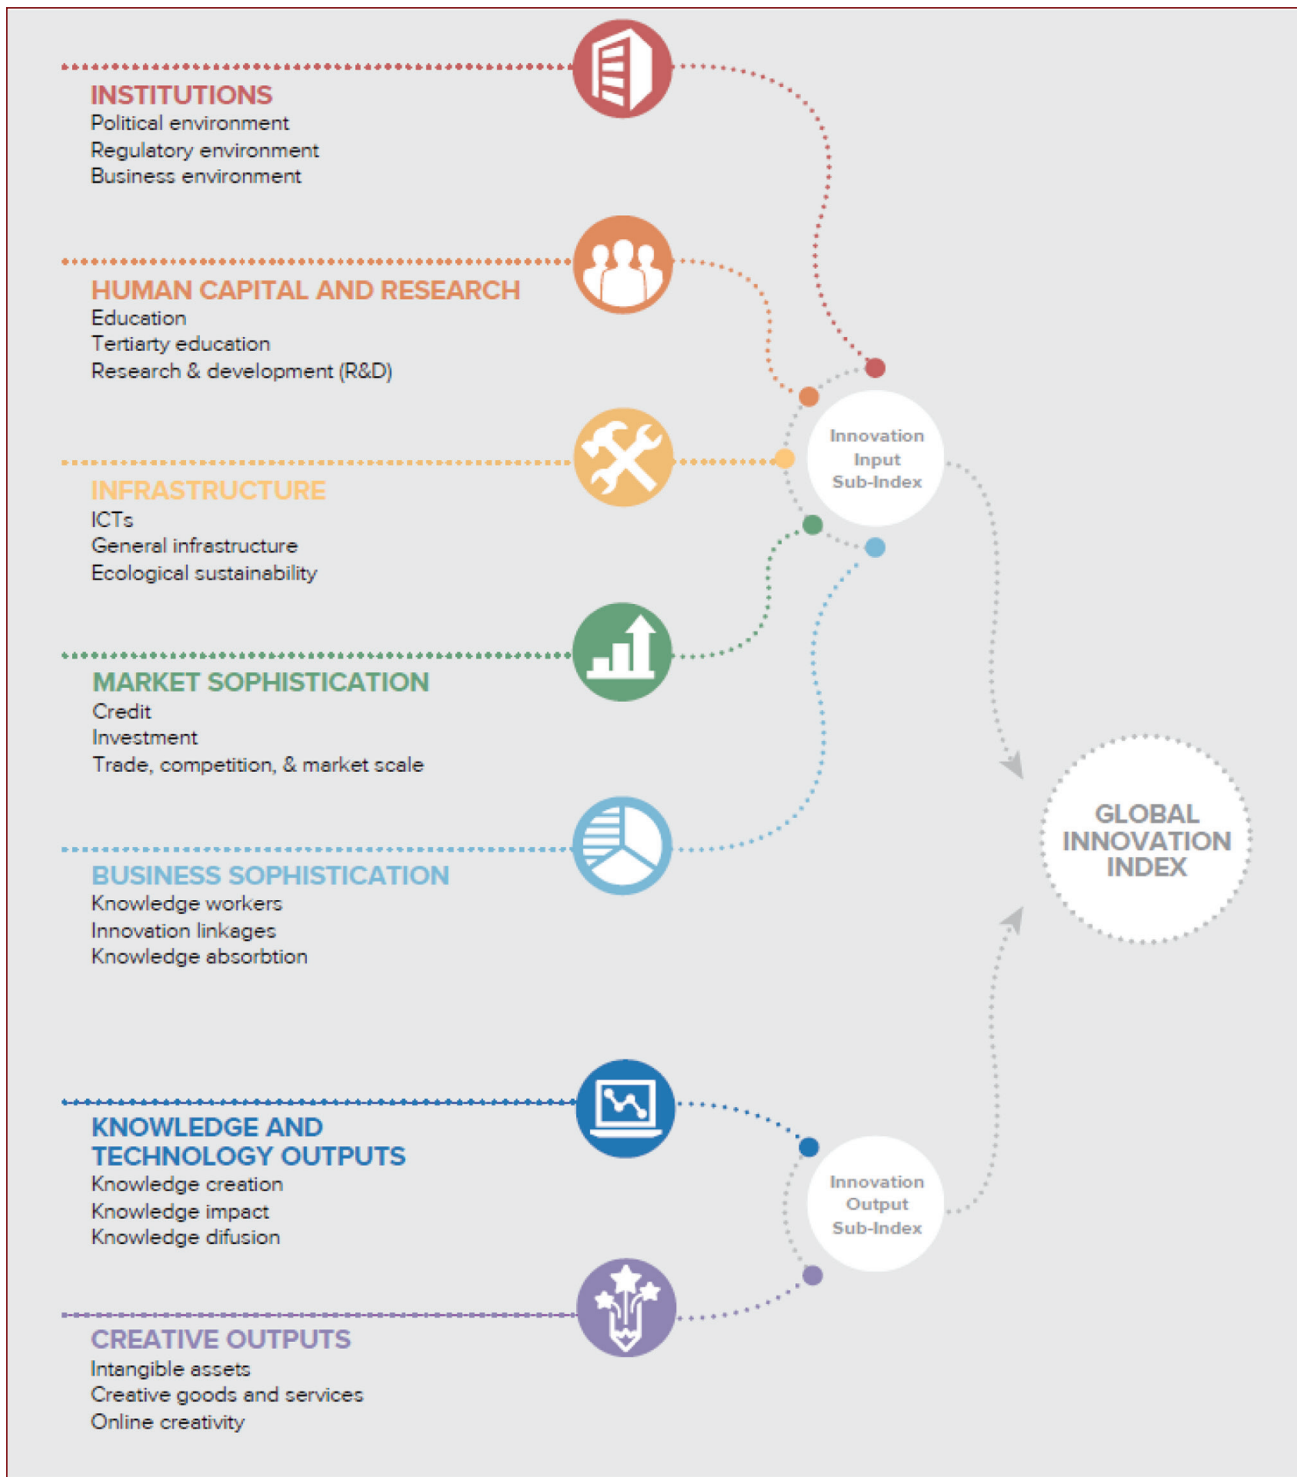 INSTITUTIONS
Political environment
Regulatory environment
Business environment
HUMAN CAPITAL AND RESEARCH
Education
Tertiarty education
Research & development (R&D)
Innovation
Input
Sub-Index
INFRASTRUCTURE
ICTs
General infrastructure
Ecological sustainability
MARKET SOPHISTICATION
Credit
Investment
Trade, competition, & market scale
GLOBAL
INNOVATION
INDEX
BUSINESS SOPHISTICATION
Knowledge workers
Innovation linkages
Knowledge absorbtion
KNOWLEDGE AND
TECHNOLOGY OUTPUTS
Knowledge creation
Knowledge impact
Knowledge difusion
Innovation
Output
Sub-Index
CREATIVE OUTPUTS
Intangible assets
Creative goods and services
Online creativity